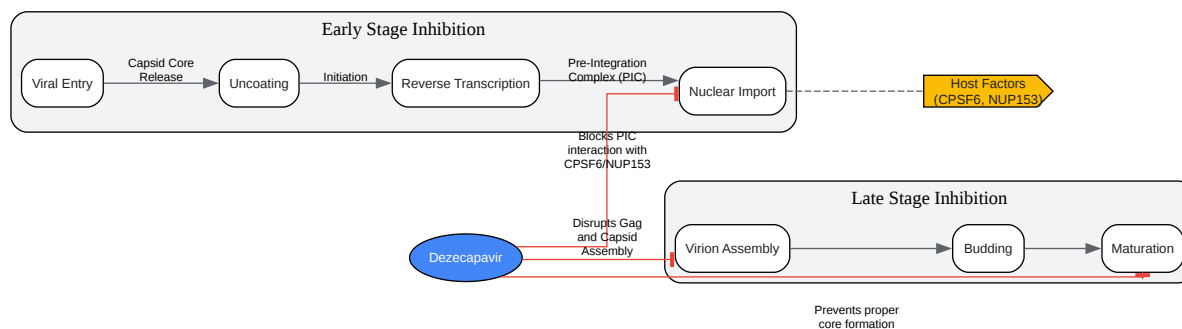 Early Stage Inhibition
Viral Entry
Capsid Core
Release
Uncoating
Initiation
Reverse Transcription
Pre-Integration
Complex (PIC)
Nuclear Import
Host Factors
(CPSF6, NUP153)
Blocks PIC
interaction with
CPSF6/NUP153
Late Stage Inhibition
Dezecapavir
Disrupts Gag
and Capsid
Assembly
Virion Assembly
Budding
Maturation
Prevents proper
core formation